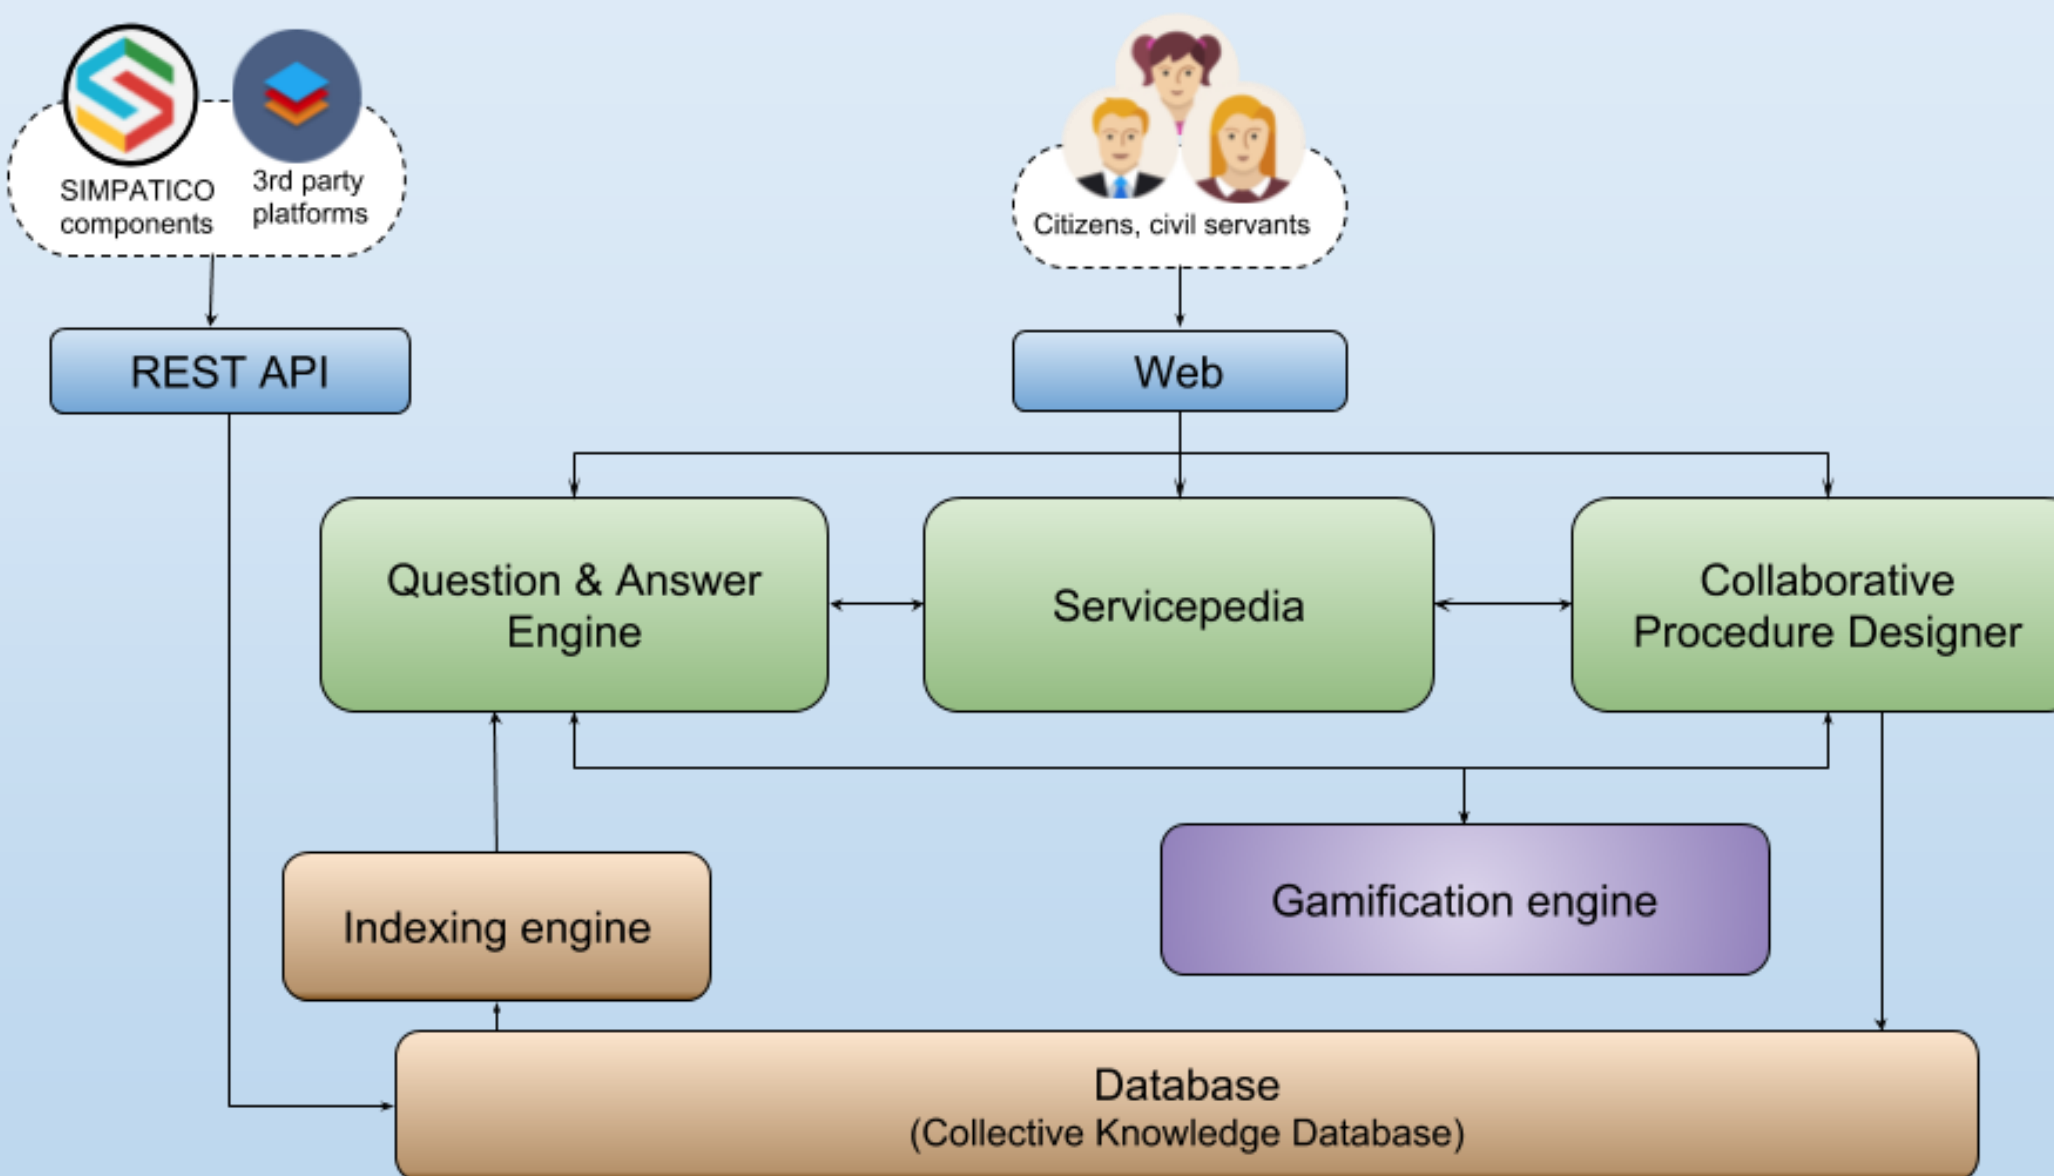 SIMPATICO
components
3rd party
platforms
Citizens, civil servants
REST API
Web
Question & Answer
Engine
Servicepedia
Collaborative
Procedure Designer
Indexing engine
Gamification engine
Database
(Collective Knowledge Database)